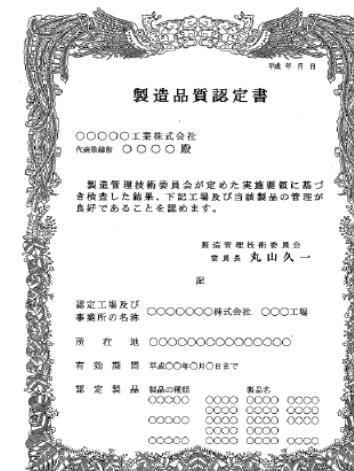 平成 年 月 日
製造品質認定書
○○○○○工業株式会社
代表取締役 ○○○○ 殿
製造管理技術委員会が定めた実施要領に基づ
き検査した結果、下記工場及び当該製品の管理が
良好であることを認めます。
製造管理技術委員会
委員長 丸山久一
記
認定工場及び
事業所の名称 ○○○○○○○株式会社 ○○○工場
所在地 ○○○○○○○○○○○○○○○
有効期間 平成○○年○月○日まで
認定製品 製品の種類 製品名
○○○○○ ○○○○ ○○○○ ○○○○
○○○○ ○○○○ ○○○○
○○○○○ ○○○○ ○○○○ ○○○○
○○○○ ○○○○ ○○○○
○○○○○ ○○○○ ○○○○ ○○○○